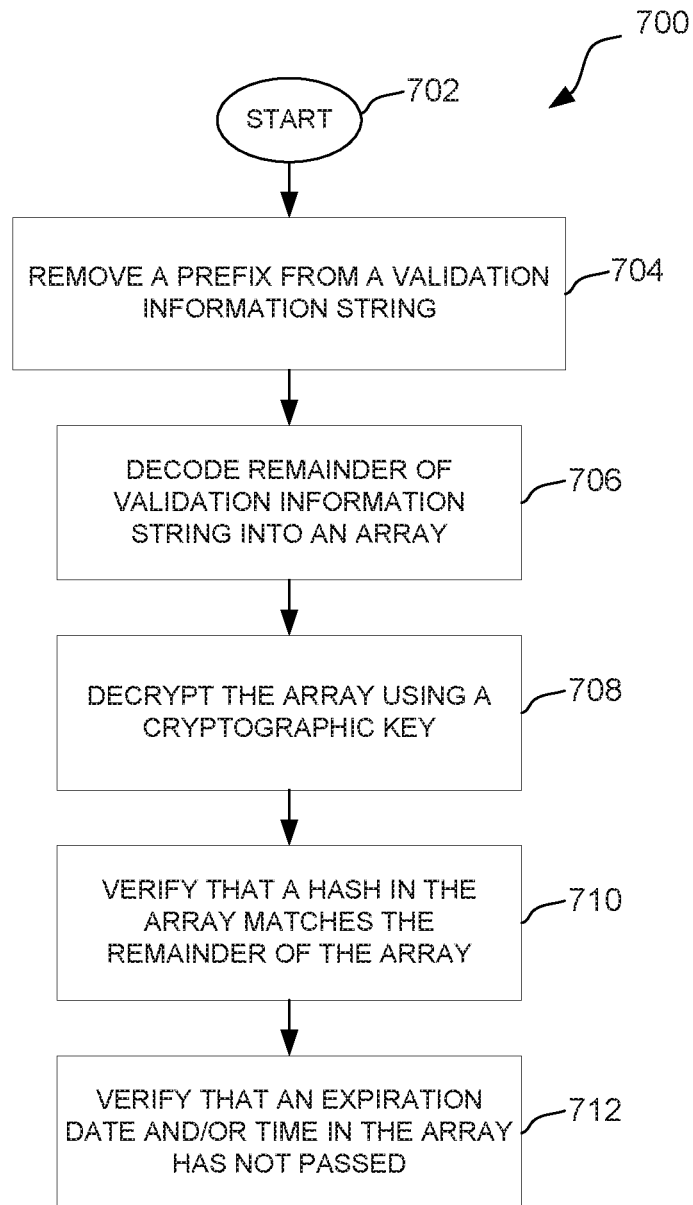 700
START
702
REMOVE A PREFIX FROM A VALIDATION
INFORMATION STRING
704
DECODE REMAINDER OF
VALIDATION INFORMATION
STRING INTO AN ARRAY
706
DECRYPT THE ARRAY USING A
CRYPTOGRAPHIC KEY
708
VERIFY THAT A HASH IN THE
ARRAY MATCHES THE
REMAINDER OF THE ARRAY
710
VERIFY THAT AN EXPIRATION
DATE AND/OR TIME IN THE ARRAY
HAS NOT PASSED
712